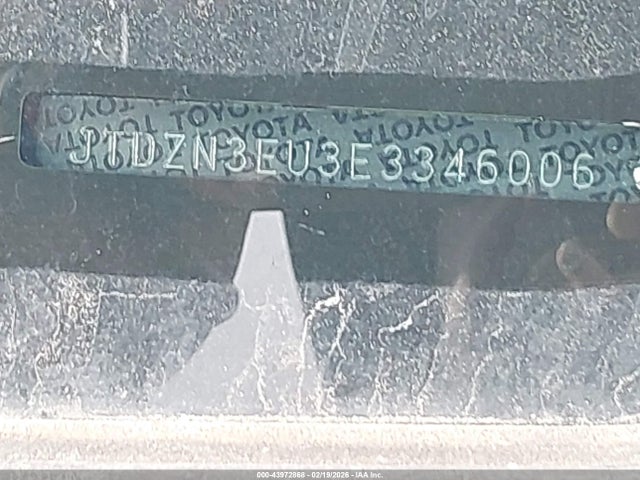 JTDZN3EU3E3346006
000-43972868 - 02/19/2026 - IAA Inc.